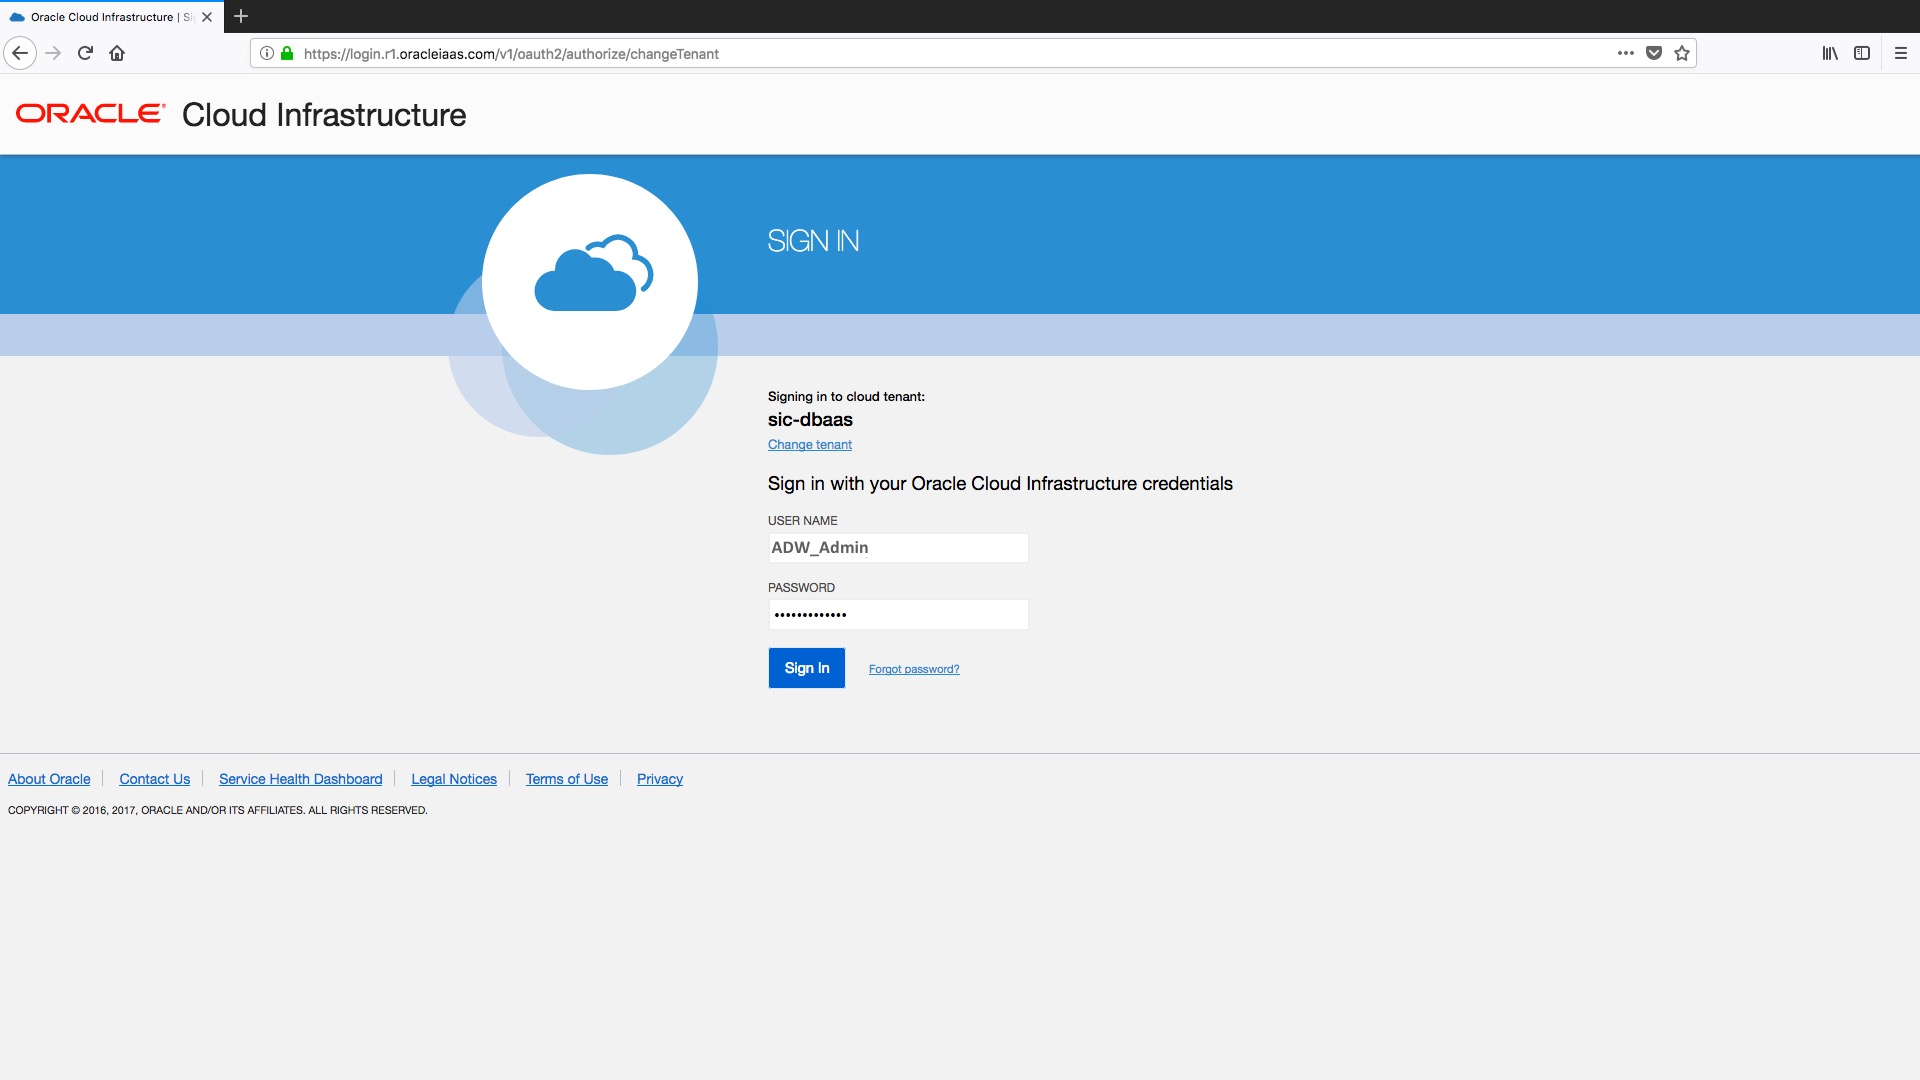 Oracle Cloud Infrastructure | Si
https://login.r1.oracleiaas.com/v1/oauth2/authorize/changeTenant
ORACLE® Cloud Infrastructure
SIGN IN
Signing in to cloud tenant:
sic-dbaas
Change tenant
Sign in with your Oracle Cloud Infrastructure credentials
USER NAME
ADW_Admin
PASSWORD
•••••••••••••
Sign In Forgot password?
About Oracle Contact Us Service Health Dashboard Legal Notices Terms of Use Privacy
COPYRIGHT © 2016, 2017, ORACLE AND/OR ITS AFFILIATES. ALL RIGHTS RESERVED.